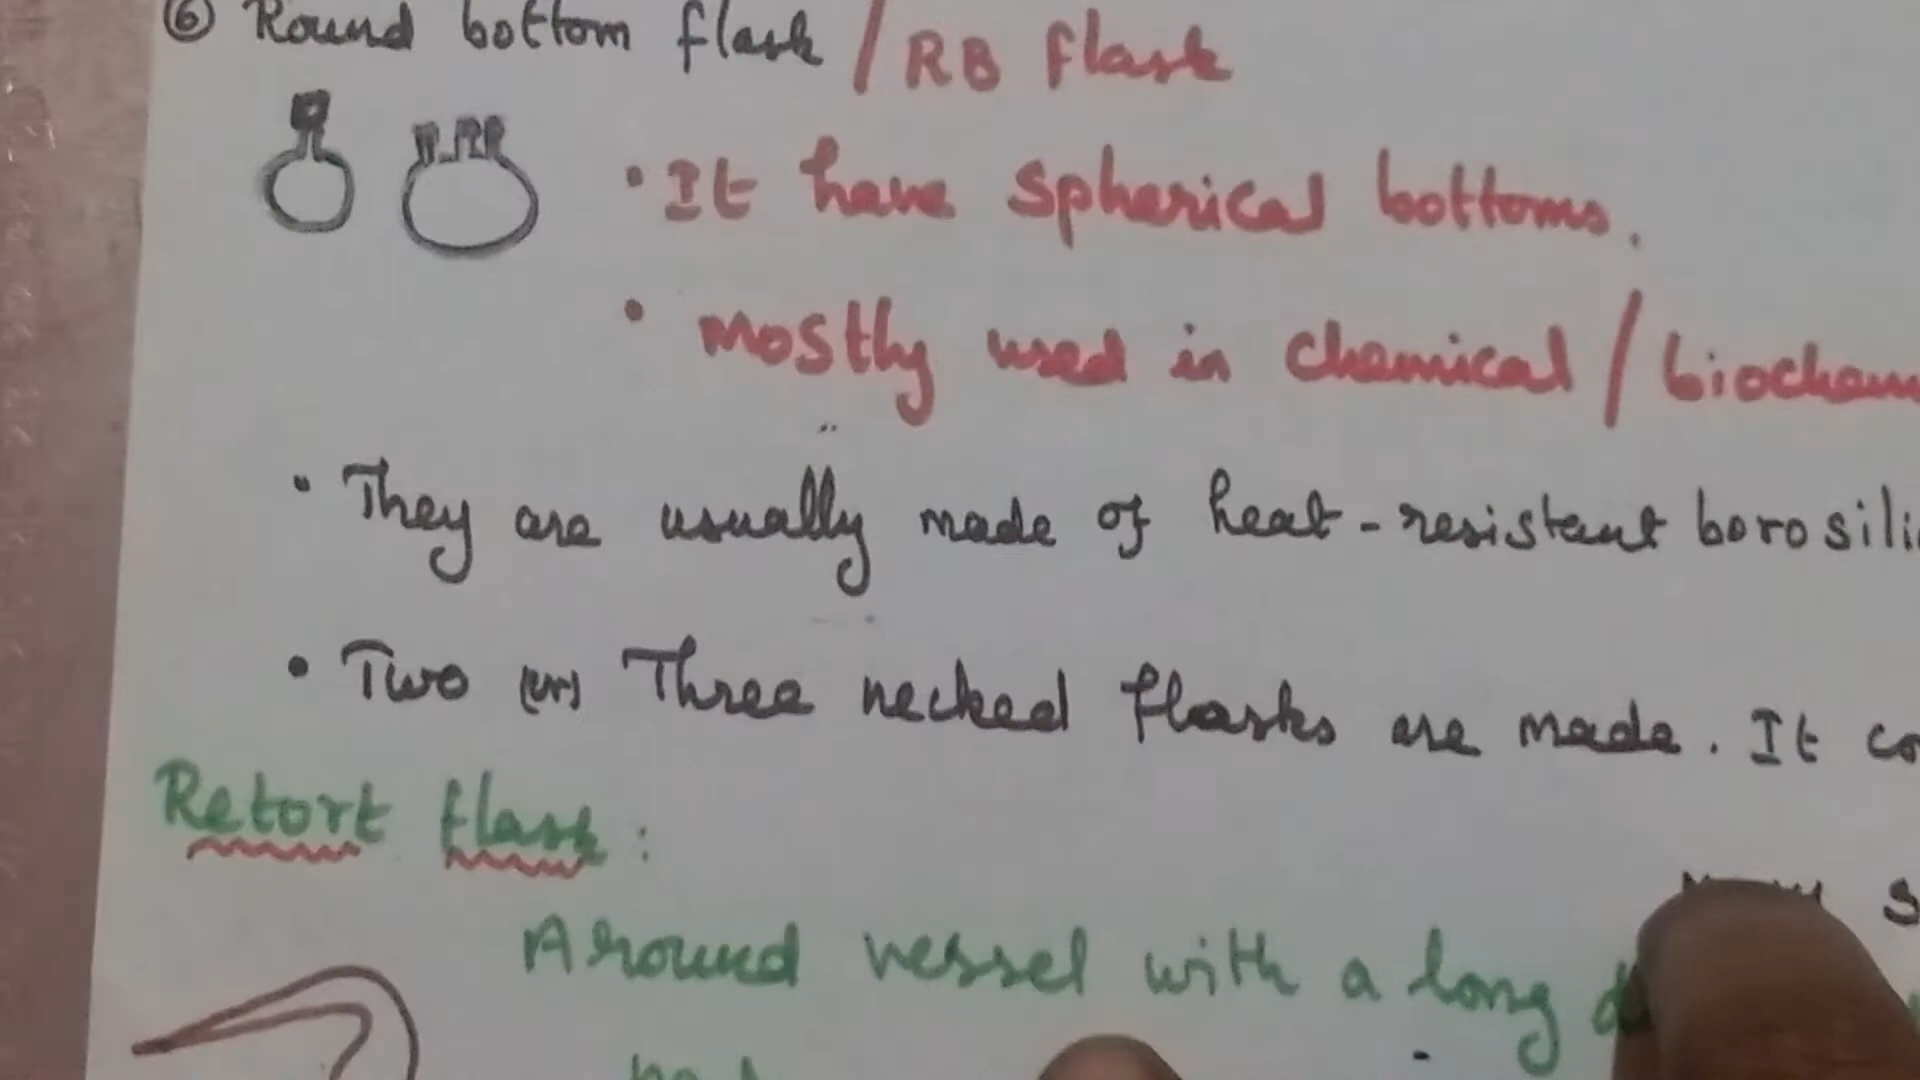 ⑥ Round bottom flask / RB flask
• It have spherical bottoms.
• Mostly used in chemical / biochem
• They are usually made of heat-resistant borosili
• Two (or) Three necked flasks are made. It co
Retort flask:
A round vessel with a long